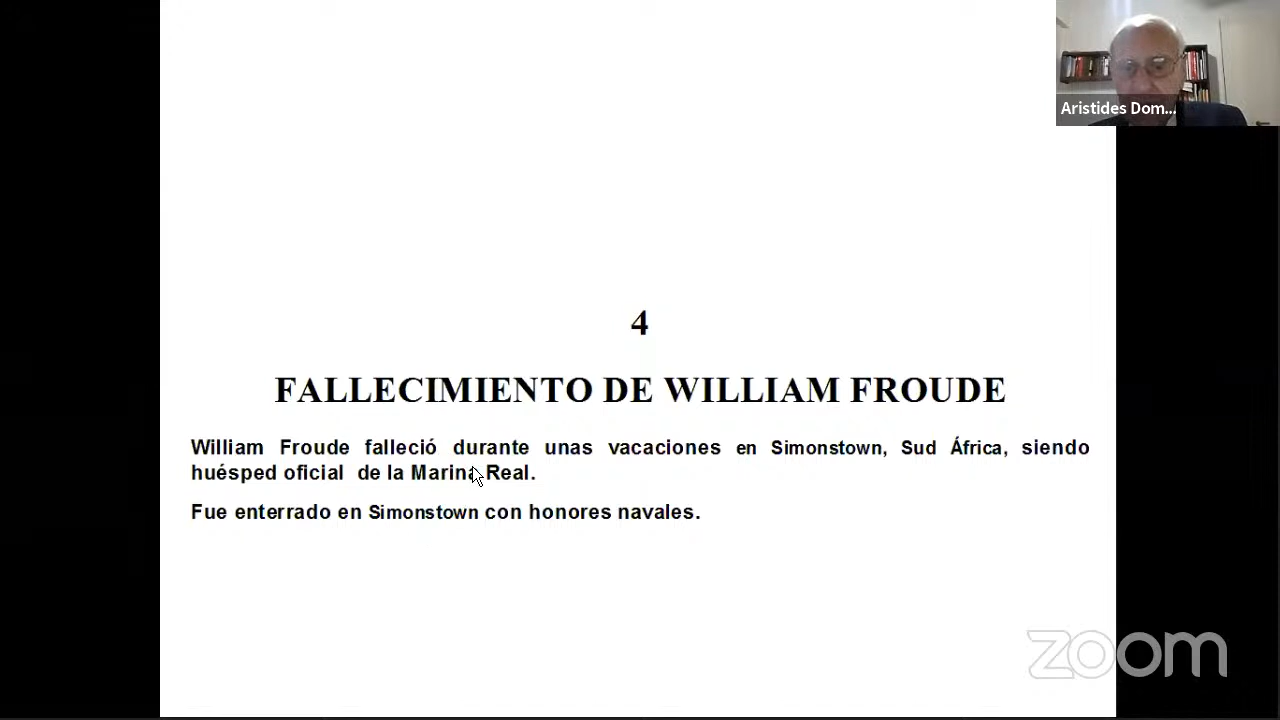 Aristides Dom...
4
FALLECIMIENTO DE WILLIAM FROUDE
William Froude falleció durante unas vacaciones en Simonstown, Sud África, siendo
huésped oficial de la Marina Real.
Fue enterrado en Simonstown con honores navales.
zoom